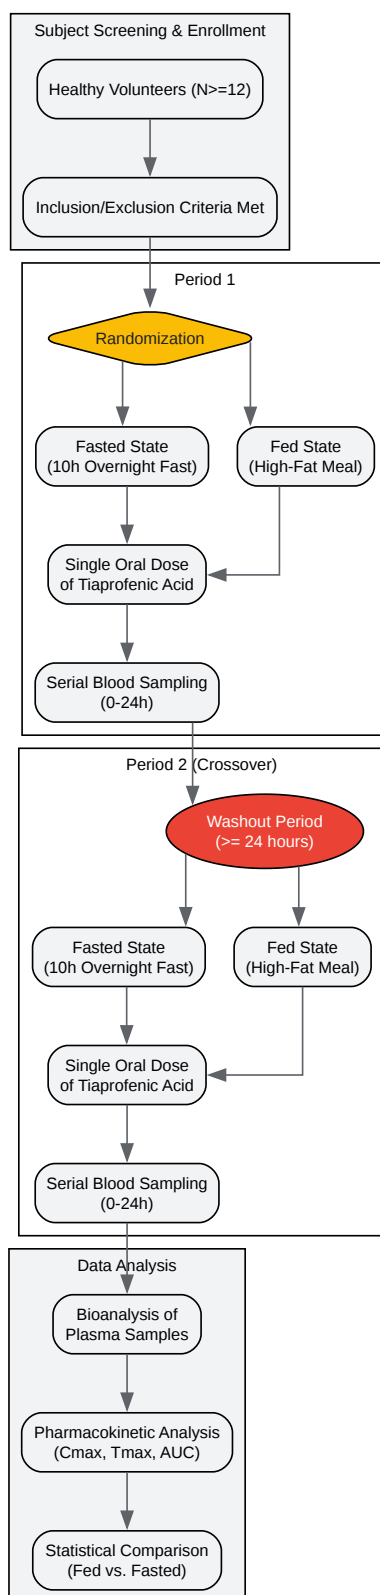 Subject Screening & Enrollment
Healthy Volunteers (N>=12)
Inclusion/Exclusion Criteria Met
Period 1
Randomization
Fasted State
(10h Overnight Fast)
Fed State
(High-Fat Meal)
Single Oral Dose
of Tiaprofenic Acid
Serial Blood Sampling
(0-24h)
Period 2 (Crossover)
Washout Period
(>= 24 hours)
Fasted State
(10h Overnight Fast)
Fed State
(High-Fat Meal)
Single Oral Dose
of Tiaprofenic Acid
Serial Blood Sampling
(0-24h)
Data Analysis
Bioanalysis of
Plasma Samples
Pharmacokinetic Analysis
(Cmax, Tmax, AUC)
Statistical Comparison
(Fed vs. Fasted)